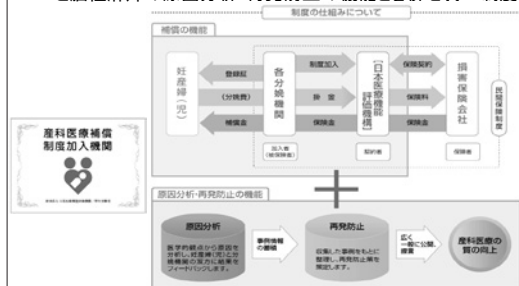 制度の仕組みについて
補償の機能
妊産婦(児)
登録証
(分娩費)
補償金
各分娩機関
加入者
(被保険者)
制度加入
掛金
保険金
【日本医療機能評価機構】
契約者
保険契約
保険料
保険金
損害保険会社
保険者
民間保険制度
産科医療補償
制度加入機関
原因分析・再発防止の機能
原因分析
医学的観点から原因を
分析し、妊産婦(児)と分
娩機関の双方に結果を
フィードバックします。
事例情報
の蓄積
再発防止
収集した事例をもとに
整理し、再発防止策を
策定します。
広く
一般に公開、
提言
産科医療の
質の向上